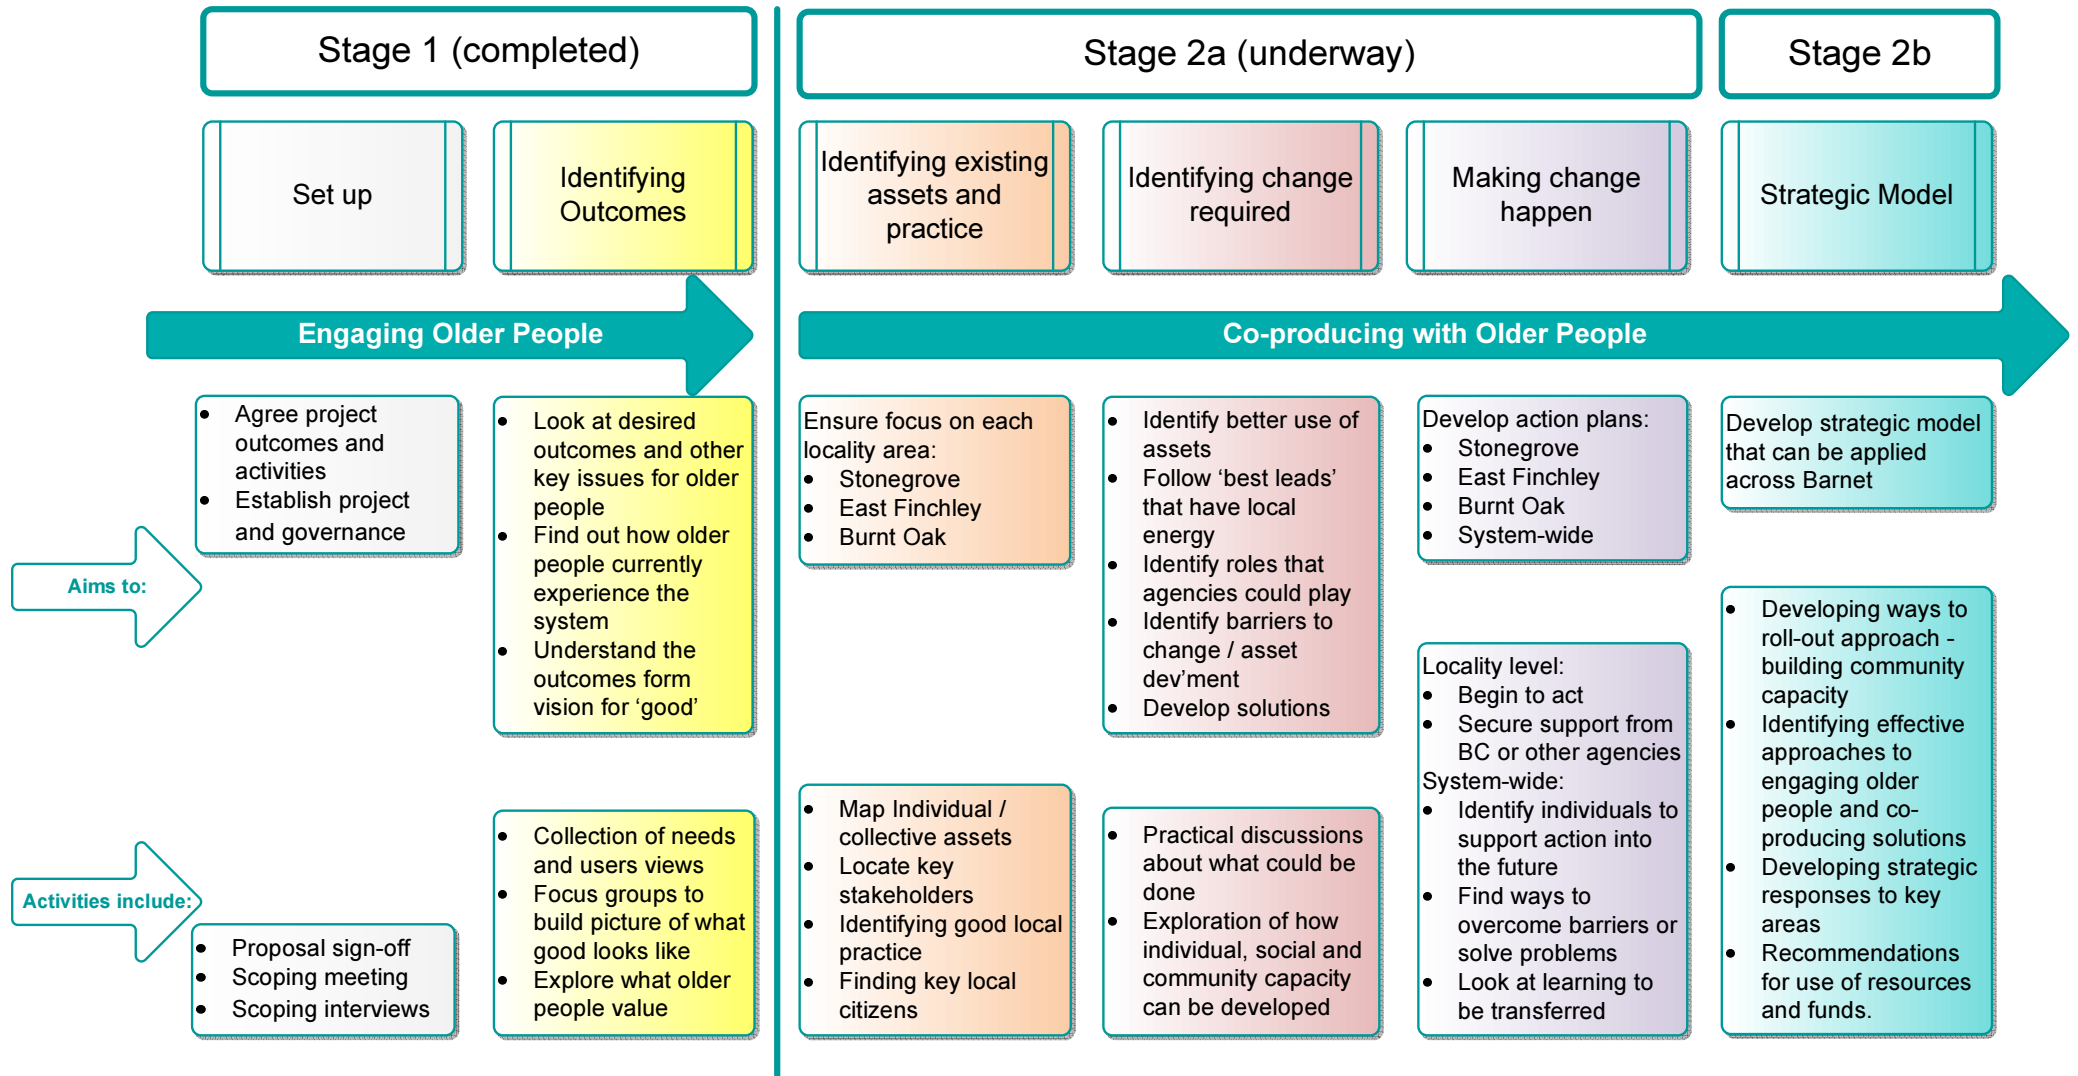 Stage 1 (completed)
Stage 2a (underway)
Stage 2b
Set up
Identifying
Outcomes
Identifying existing
assets and
practice
Identifying change
required
Making change
happen
Strategic Model
Engaging Older People
Co-producing with Older People
Aims to:
• Agree project
outcomes and
activities
• Establish project
and governance
• Look at desired
outcomes and other
key issues for older
people
• Find out how older
people currently
experience the
system
• Understand the
outcomes form
vision for ‘good’
Ensure focus on each
locality area:
• Stonegrove
• East Finchley
• Burnt Oak
• Identify better use of
assets
• Follow ‘best leads’
that have local
energy
• Identify roles that
agencies could play
• Identify barriers to
change / asset
dev’ment
• Develop solutions
Develop action plans:
• Stonegrove
• East Finchley
• Burnt Oak
• System-wide
Develop strategic model
that can be applied
across Barnet
Activities include:
• Proposal sign-off
• Scoping meeting
• Scoping interviews
• Collection of needs
and users views
• Focus groups to
build picture of what
good looks like
• Explore what older
people value
• Map Individual /
collective assets
• Locate key
stakeholders
• Identifying good local
practice
• Finding key local
citizens
• Practical discussions
about what could be
done
• Exploration of how
individual, social and
community capacity
can be developed
Locality level:
• Begin to act
• Secure support from
BC or other agencies
System-wide:
• Identify individuals to
support action into
the future
• Find ways to
overcome barriers or
solve problems
• Look at learning to
be transferred
• Developing ways to
roll-out approach -
building community
capacity
• Identifying effective
approaches to
engaging older
people and co-
producing solutions
• Developing strategic
responses to key
areas
• Recommendations
for use of resources
and funds.